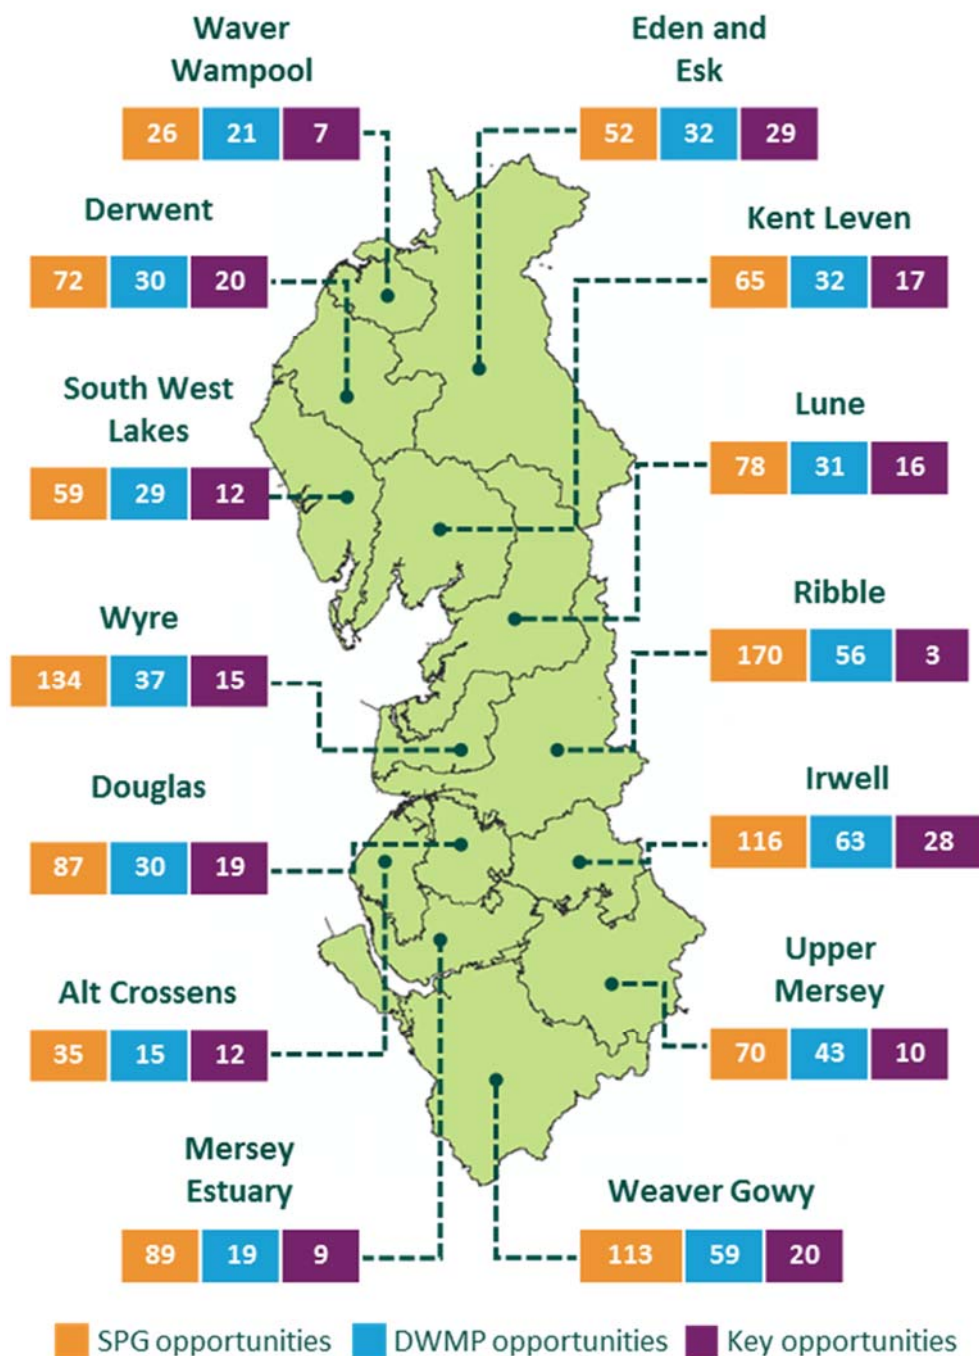 Waver
Wampool
26 21 7
Eden and
Esk
52 32 29
Derwent
72 30 20
Kent Leven
65 32 17
South West
Lakes
59 29 12
Lune
78 31 16
Wyre
134 37 15
Ribble
170 56 3
Douglas
87 30 19
Irwell
116 63 28
Alt Crossens
35 15 12
Upper
Mersey
70 43 10
Mersey
Estuary
89 19 9
Weaver Gowy
113 59 20
SPG opportunities DWMP opportunities Key opportunities